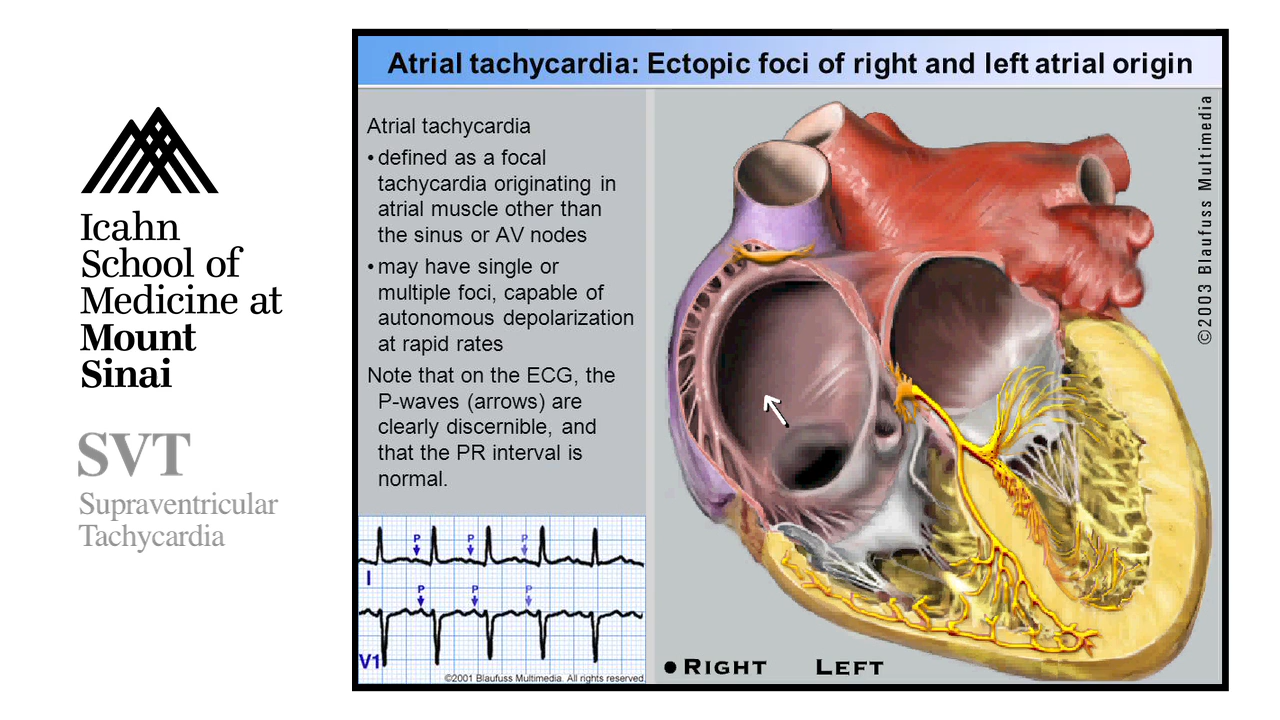 Icahn
School of
Medicine at
Mount
Sinai
SVT
Supraventricular
Tachycardia
Atrial tachycardia: Ectopic foci of right and left atrial origin
Atrial tachycardia
• defined as a focal
tachycardia originating in
atrial muscle other than
the sinus or AV nodes
• may have single or
multiple foci, capable of
autonomous depolarization
at rapid rates
Note that on the ECG, the
P-waves (arrows) are
clearly discernible, and
that the PR interval is
normal.
P P P
I
P P P
V1
©2001 Blaufuss Multimedia. All rights reserved.
©2003 Blaufuss Multimedia
• RIGHT LEFT